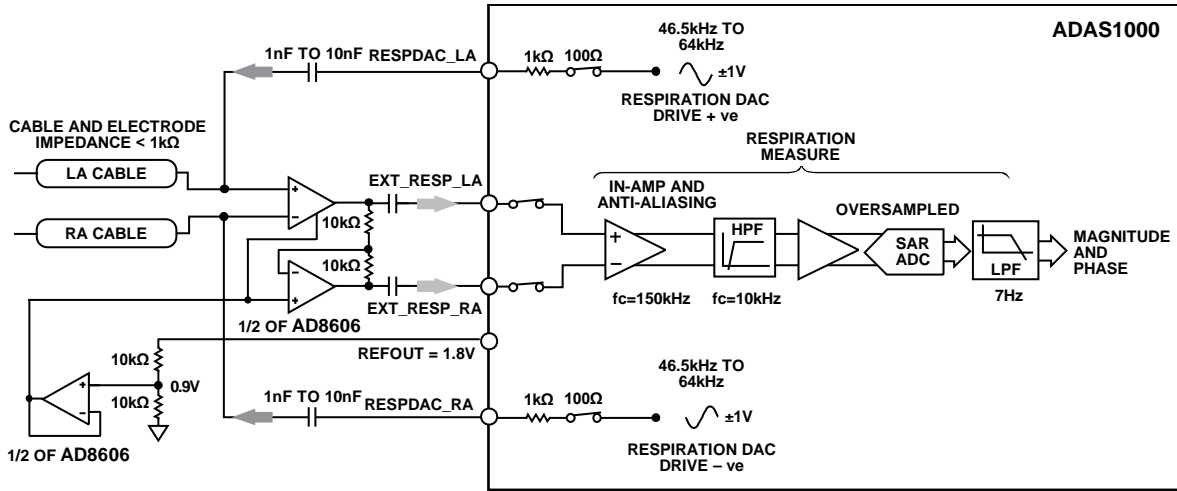 ADAS1000
46.5kHz TO
64kHz
1nF TO 10nF
RESPDAC_LA
1kΩ
100Ω
±1V
RESPIRATION DAC
DRIVE + ve
CABLE AND ELECTRODE
IMPEDANCE < 1kΩ
LA CABLE
RA CABLE
+
–
EXT_RESP_LA
10kΩ
10kΩ
–
+
EXT_RESP_RA
1/2 OF AD8606
RESPIRATION
MEASURE
IN-AMP AND
ANTI-ALIASING
+
–
fc=150kHz
HPF
fc=10kHz
OVERSAMPLED
SAR
ADC
LPF
7Hz
MAGNITUDE
AND
PHASE
REFOUT = 1.8V
10kΩ
+
–
0.9V
10kΩ
1/2 OF AD8606
1nF TO 10nF
RESPDAC_RA
1kΩ
100Ω
46.5kHz TO
64kHz
±1V
RESPIRATION DAC
DRIVE – ve